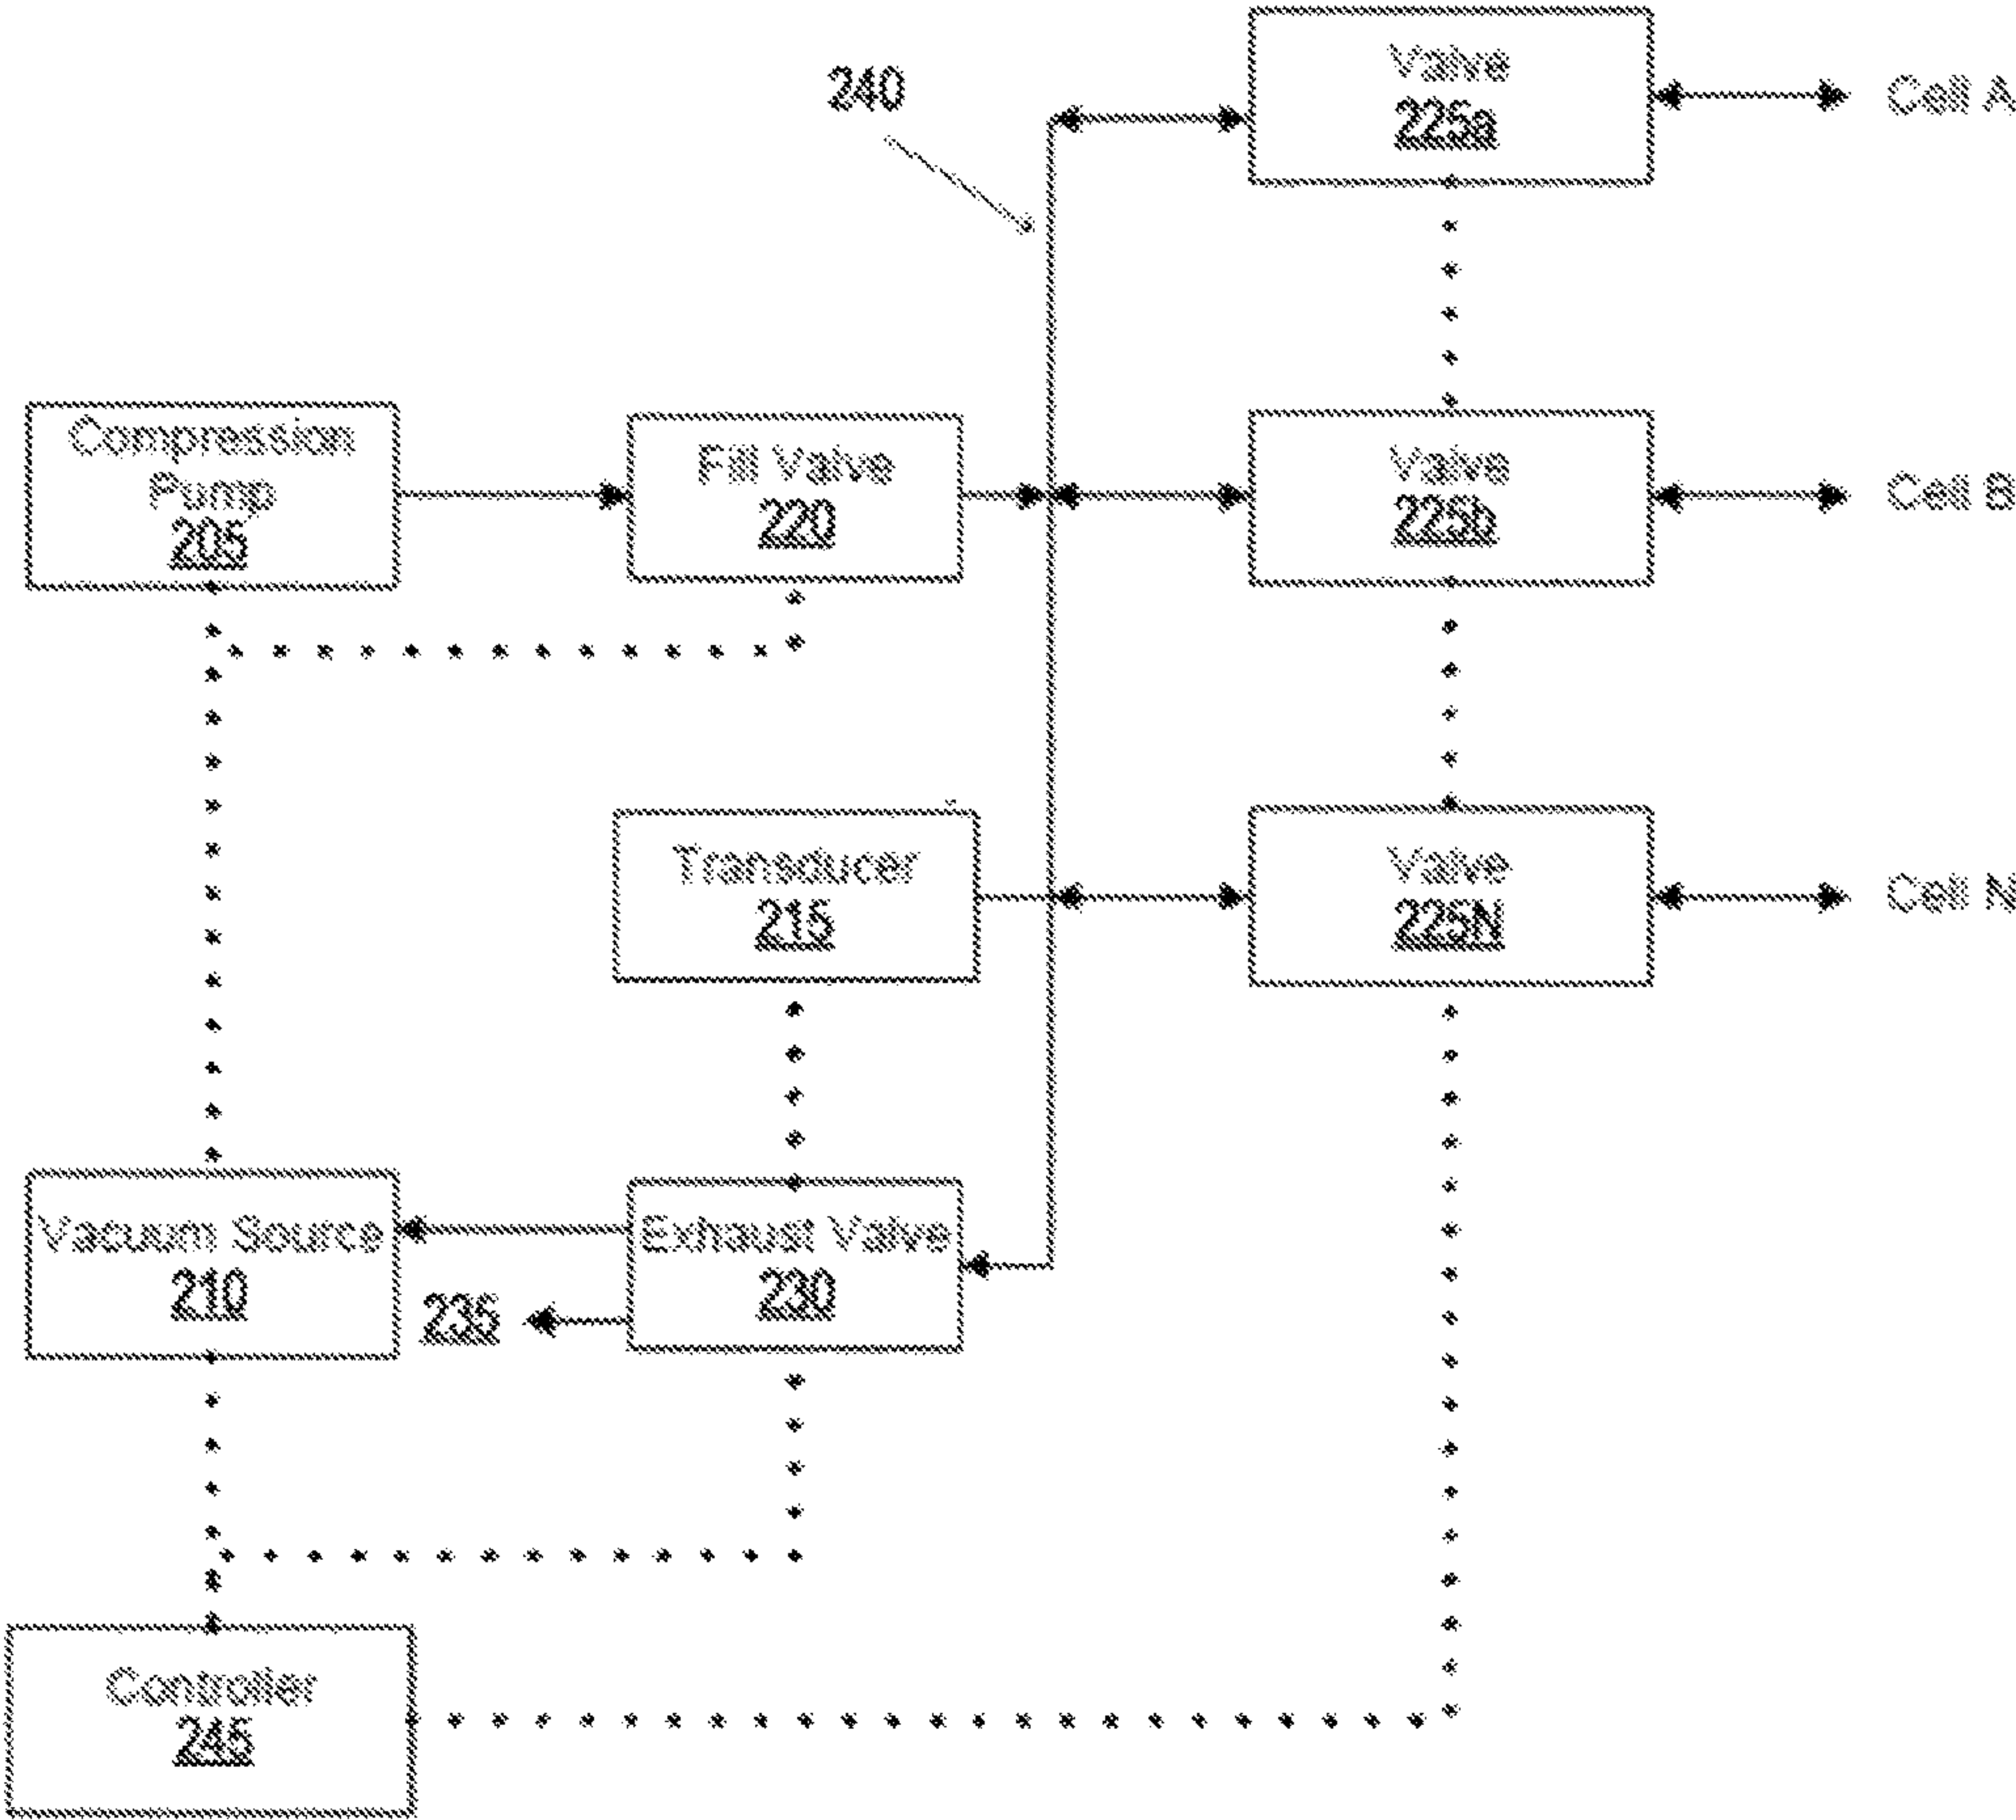 240
Valve
225a
Cell A
Compression
Pump
205
Fill Valve
220
Valve
225b
Cell B
Transducer
215
Valve
225N
Cell N
Vacuum Source
210
235
Exhaust Valve
230
Controller
245